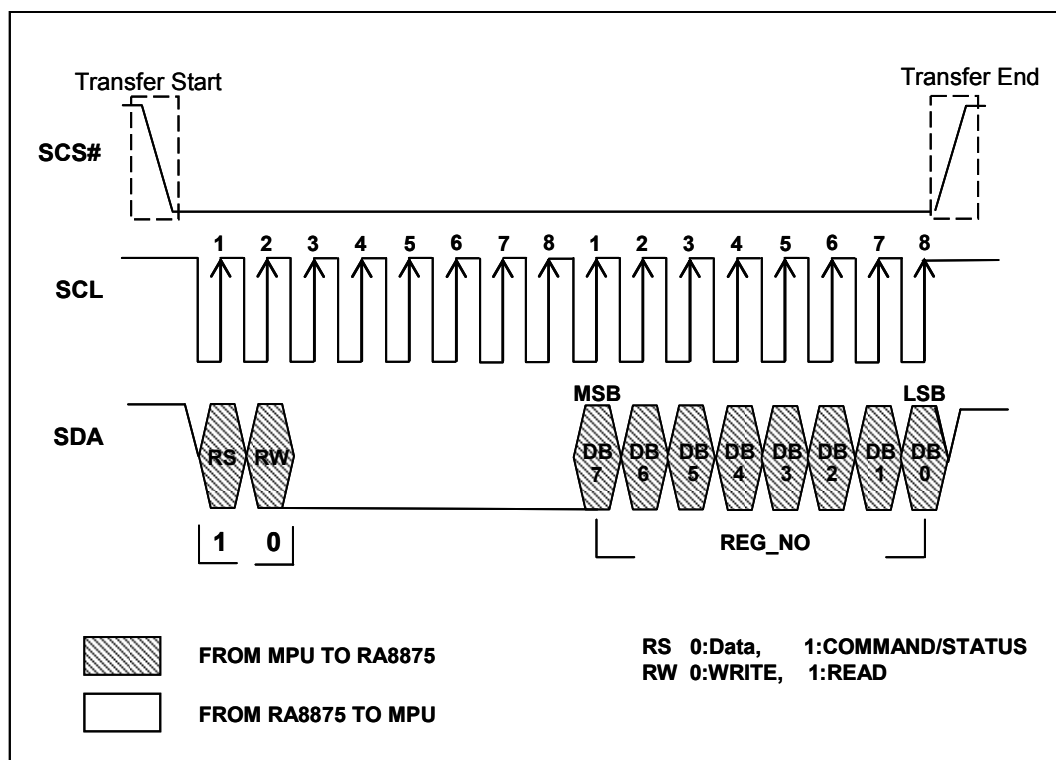 Transfer Start
Transfer End
SCS#
1 2 3 4 5 6 7 8 1 2 3 4 5 6 7 8
SCL
MSB
LSB
SDA
RS RW DB 7 DB 6 DB 5 DB 4 DB 3 DB 2 DB 1 DB 0
1 0
REG_NO
FROM MPU TO RA8875
FROM RA8875 TO MPU
RS 0:Data, 1:COMMAND/STATUS
RW 0:WRITE, 1:READ